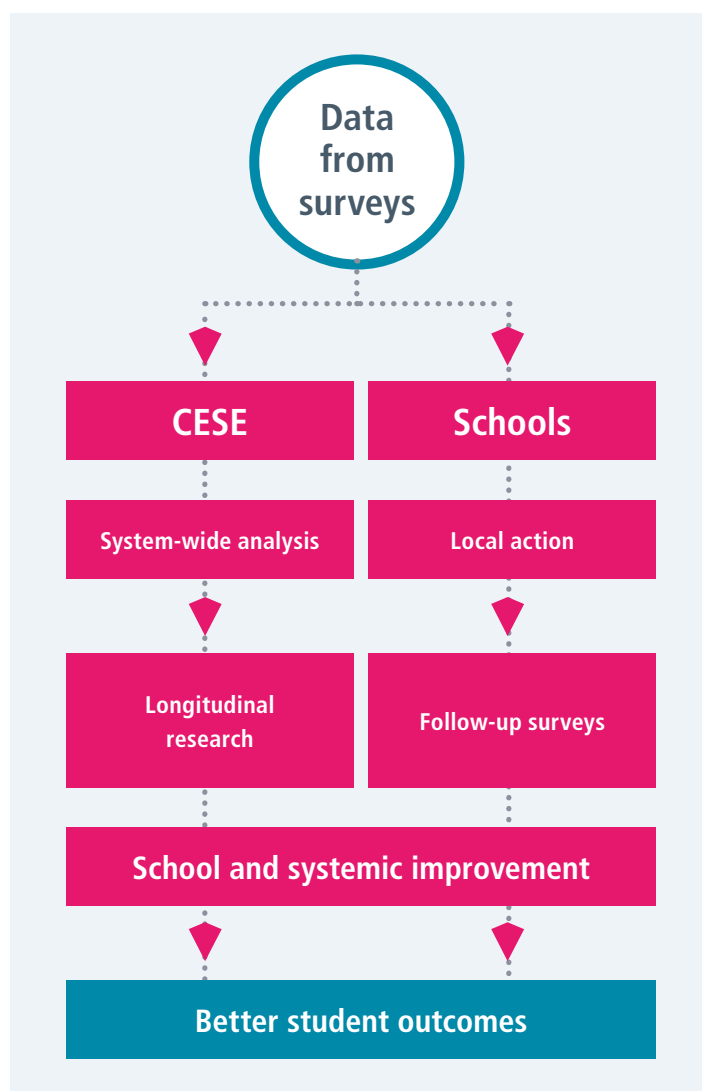 Data
from
surveys
CESE
Schools
System-wide analysis
Local action
Longitudinal
research
Follow-up surveys
School and systemic improvement
Better student outcomes